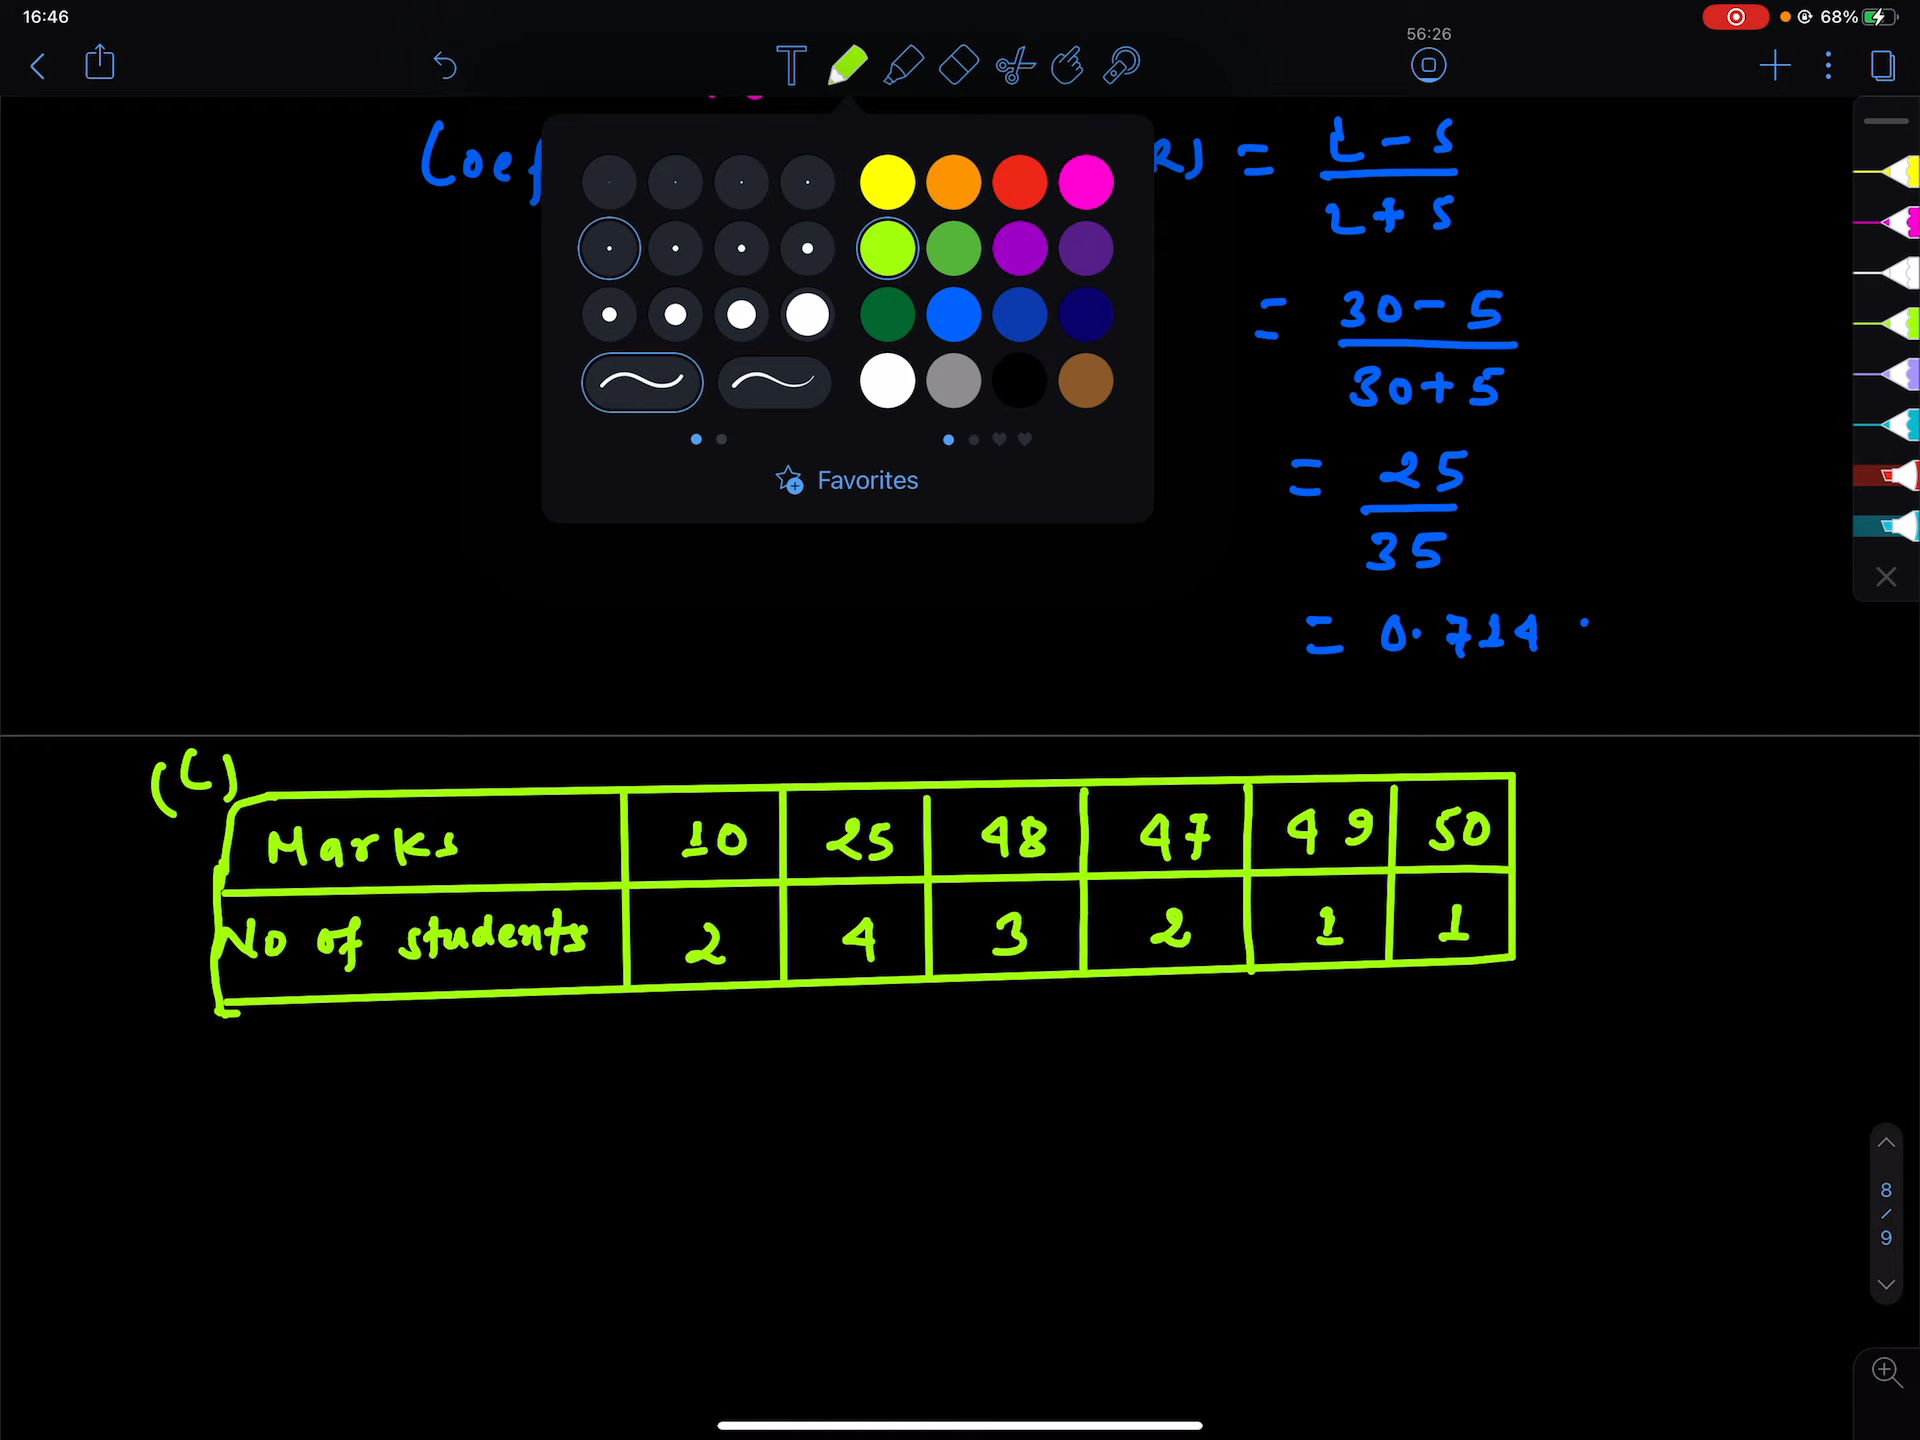 16:46
68%
56:26
Coef R) = L - S
L + S
= 30 - 5
30 + 5
= 25
35
= 0.714
Favorites
(C)
Marks 10 25 48 47 49 50
No of students 2 4 3 2 1 1
8
/
9